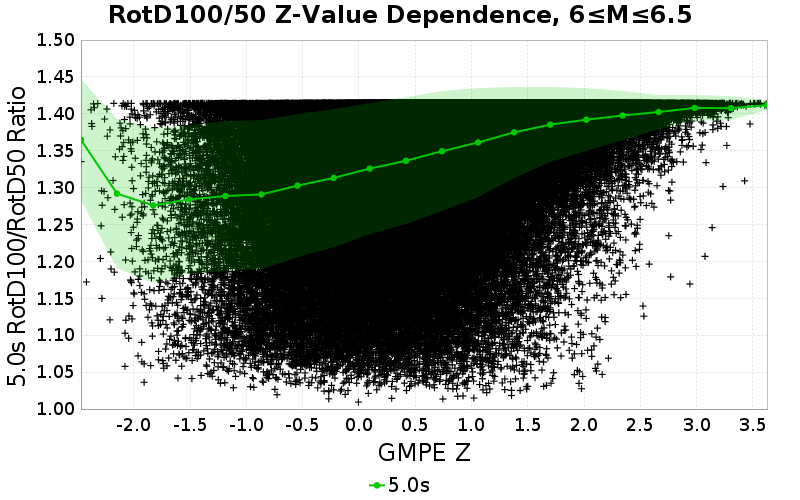 RotD100/50 Z-Value Dependence, 6≤M≤6.5
1.50
1.45
1.40
1.35
1.30
1.25
1.20
1.15
1.10
1.05
1.00
5.0s RotD100/RotD50 Ratio
-2.0 -1.5 -1.0 -0.5 0.0 0.5 1.0 1.5 2.0 2.5 3.0 3.5
GMPE Z
5.0s